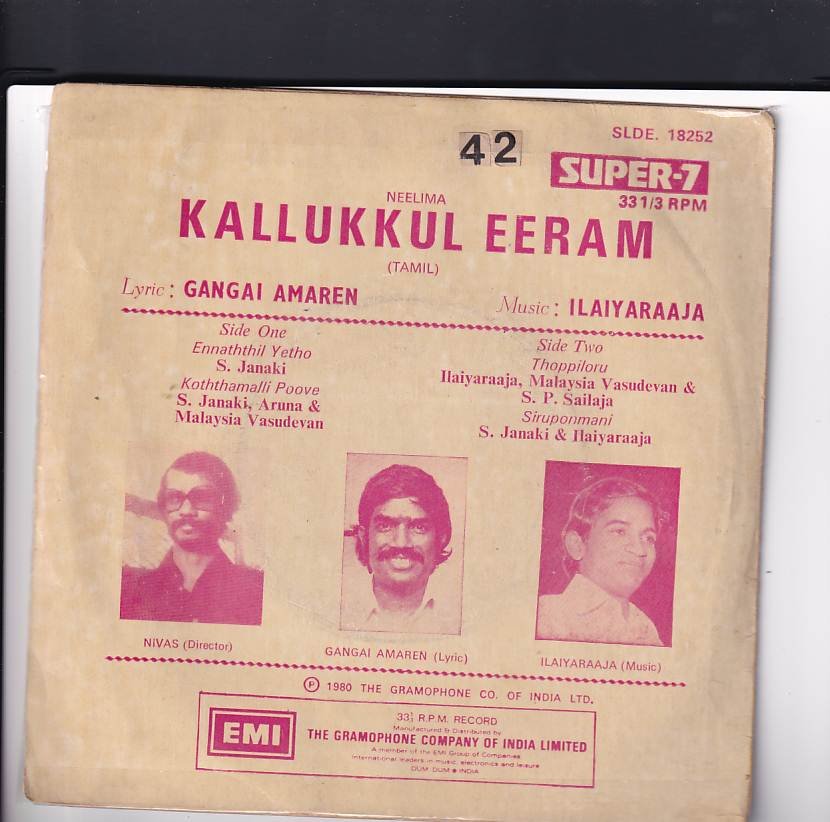 SLDE. 18252
42
SUPER-7
33 1/3 RPM
NEELIMA
KALLUKKUL EERAM
(TAMIL)
Lyric : GANGAI AMAREN
Music : ILAIYARAAJA
Side One
Ennaththil Yetho
S. Janaki
Koththamalli Poove
S. Janaki, Aruna &
Malaysia Vasudevan
Side Two
Thoppiloru
Ilaiyaraaja, Malaysia Vasudevan &
S. P. Sailaja
Siruponmani
S. Janaki & Ilaiyaraaja
NIVAS (Director)
GANGAI AMAREN (Lyric)
ILAIYARAAJA (Music)
Ⓟ 1980 THE GRAMOPHONE CO. OF INDIA LTD.
EMI
33⅓ R.P.M. RECORD
Manufactured & Distributed by
THE GRAMOPHONE COMPANY OF INDIA LIMITED
A member of the EMI Group of Companies
International leaders in music, electronics and leisure
DUM DUM ● INDIA